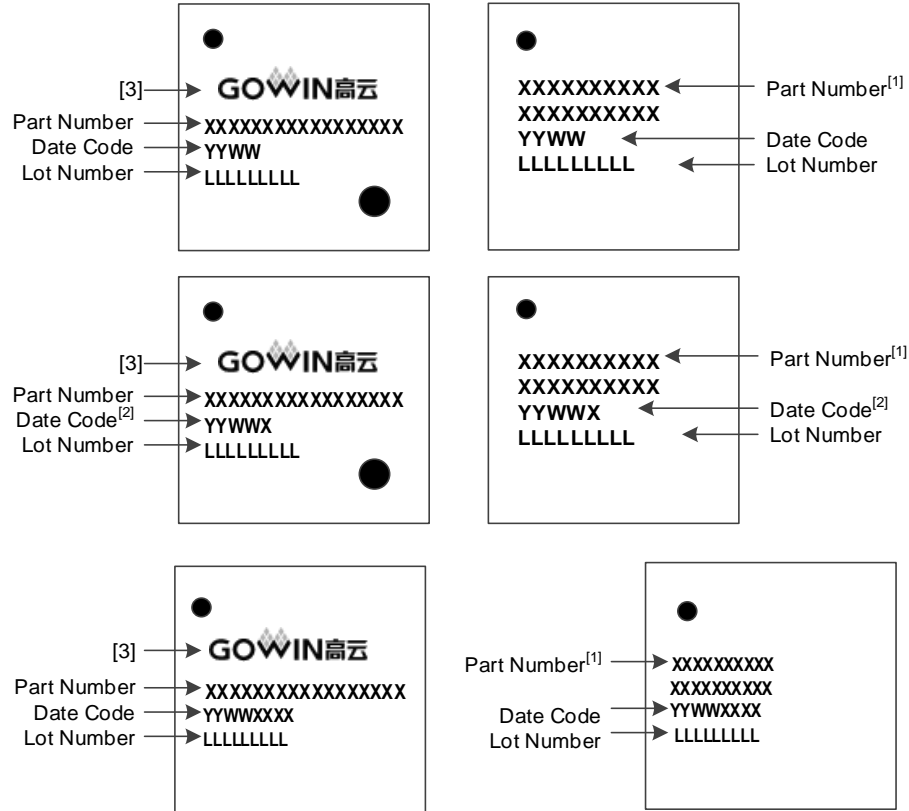 [3]
GOWIN高云
Part Number
XXXXXXXXXXXXXXXXX
Date Code
YYWW
Lot Number
LLLLLLLLL
XXXXXXXXXX
Part Number[1]
XXXXXXXXXX
YYWW
Date Code
LLLLLLLLL
Lot Number
[3]
GOWIN高云
Part Number
XXXXXXXXXXXXXXXXX
Date Code[2]
YYWWX
Lot Number
LLLLLLLLL
XXXXXXXXXX
Part Number[1]
XXXXXXXXXX
YYWWX
Date Code[2]
LLLLLLLLL
Lot Number
[3]
GOWIN高云
Part Number
XXXXXXXXXXXXXXXXX
Date Code
YYWWXXXX
Lot Number
LLLLLLLLL
Part Number[1]
XXXXXXXXXX
XXXXXXXXXX
Date Code
YYWWXXXX
Lot Number
LLLLLLLLL